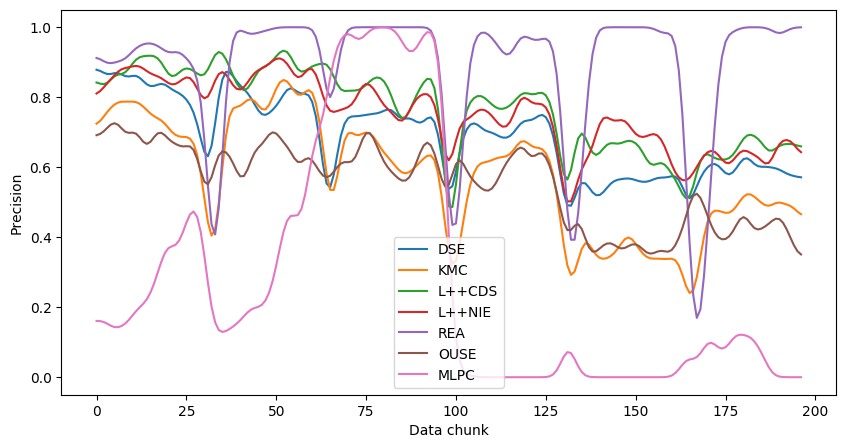 1.0
0.8
0.6
0.4
0.2
0.0
Precision
DSE
KMC
L++CDS
L++NIE
REA
OUSE
MLPC
0 25 50 75 100 125 150 175 200
Data chunk